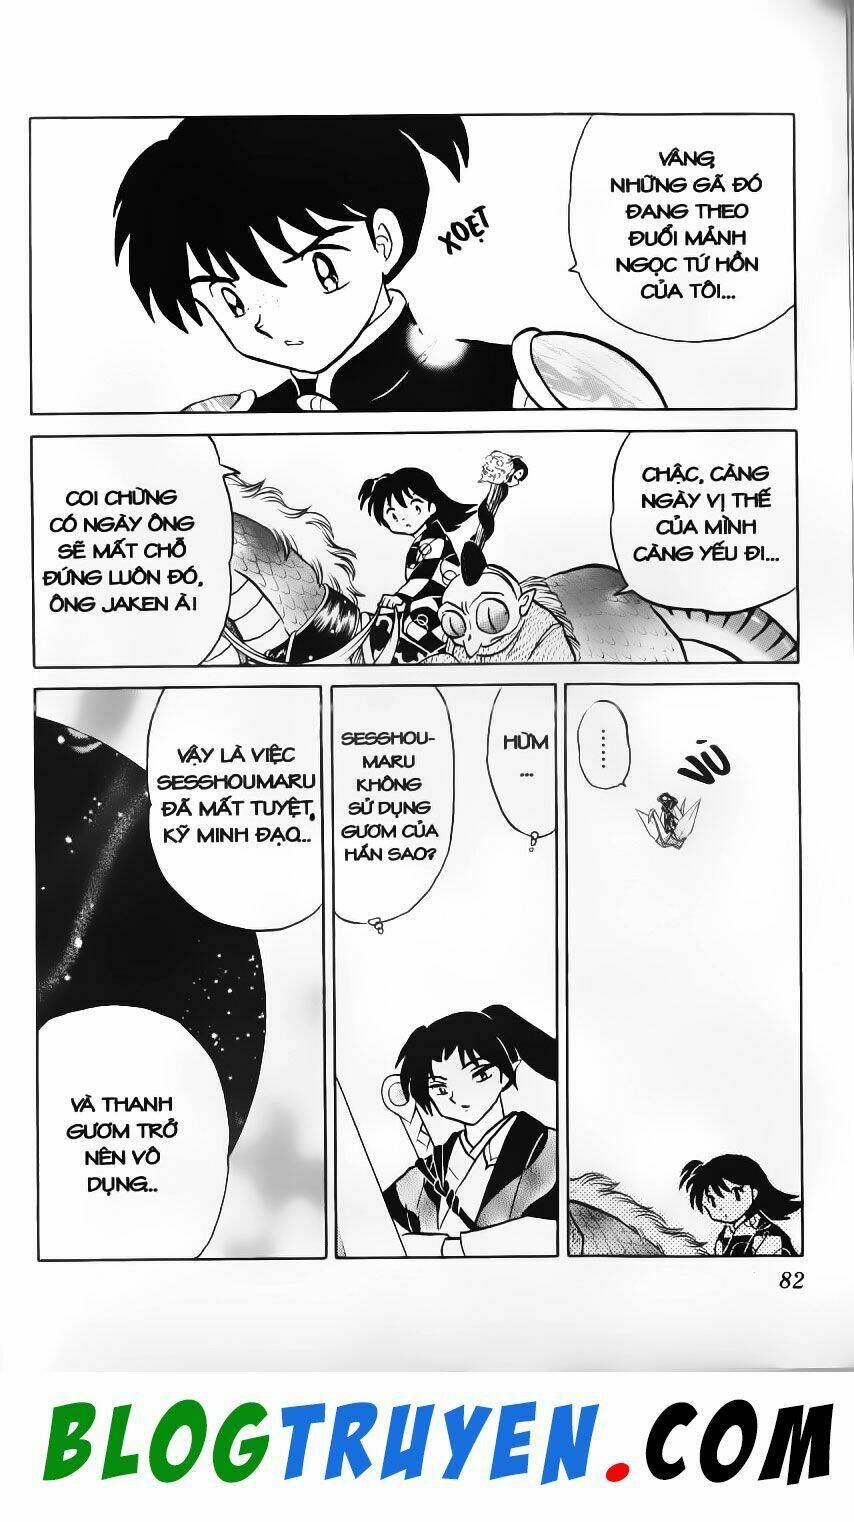 VÂNG,
NHỮNG GÃ ĐÓ
ĐANG THEO
ĐUỔI MẢNH
NGỌC TỨ HỒN
CỦA TÔI...
XOẸT
CHẬC, CÀNG
NGÀY VỊ THẾ
CỦA MÌNH
CÀNG YẾU ĐI...
COI CHỪNG
CÓ NGÀY ÔNG
SẼ MẤT CHỖ
ĐỨNG LUÔN ĐÓ,
ÔNG JAKEN À!
......
VÙ
HỪM
...
SESSHOU-
MARU
KHÔNG
SỬ DỤNG
GƯƠM CỦA
HẮN SAO?
VẬY LÀ VIỆC
SESSHOUMARU
ĐÃ MẤT TUYỆT
KỸ MINH ĐẠO...
VÀ THANH
GƯƠM TRỞ
NÊN VÔ
DỤNG...
82
BLOGTRUYEN.COM